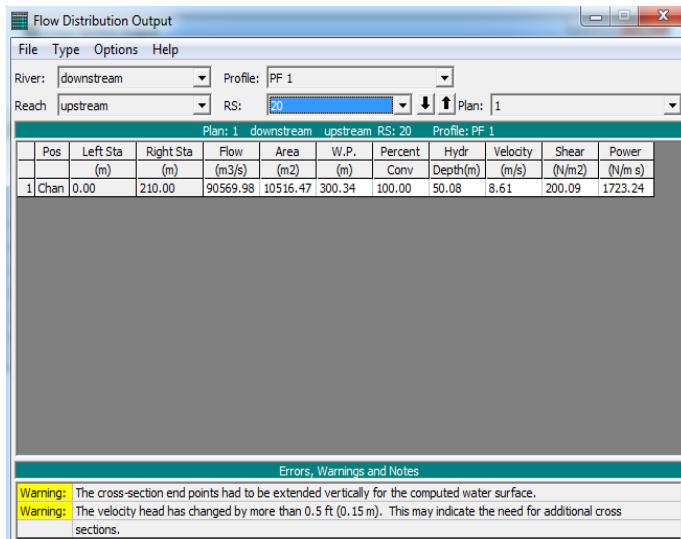 Flow Distribution Output
File Type Options Help
River: downstream Profile: PF 1
Reach upstream RS: 20 Plan: 1
Plan: 1 downstream upstream RS: 20 Profile: PF 1
Pos Left Sta Right Sta Flow Area W.P. Percent Hydr Velocity Shear Power
(m) (m) (m3/s) (m2) (m) Conv Depth(m) (m/s) (N/m2) (N/m s)
1 Chan 0.00 210.00 90569.98 10516.47 300.34 100.00 50.08 8.61 200.09 1723.24
Errors, Warnings and Notes
Warning: The cross-section end points had to be extended vertically for the computed water surface.
Warning: The velocity head has changed by more than 0.5 ft (0.15 m). This may indicate the need for additional cross
sections.